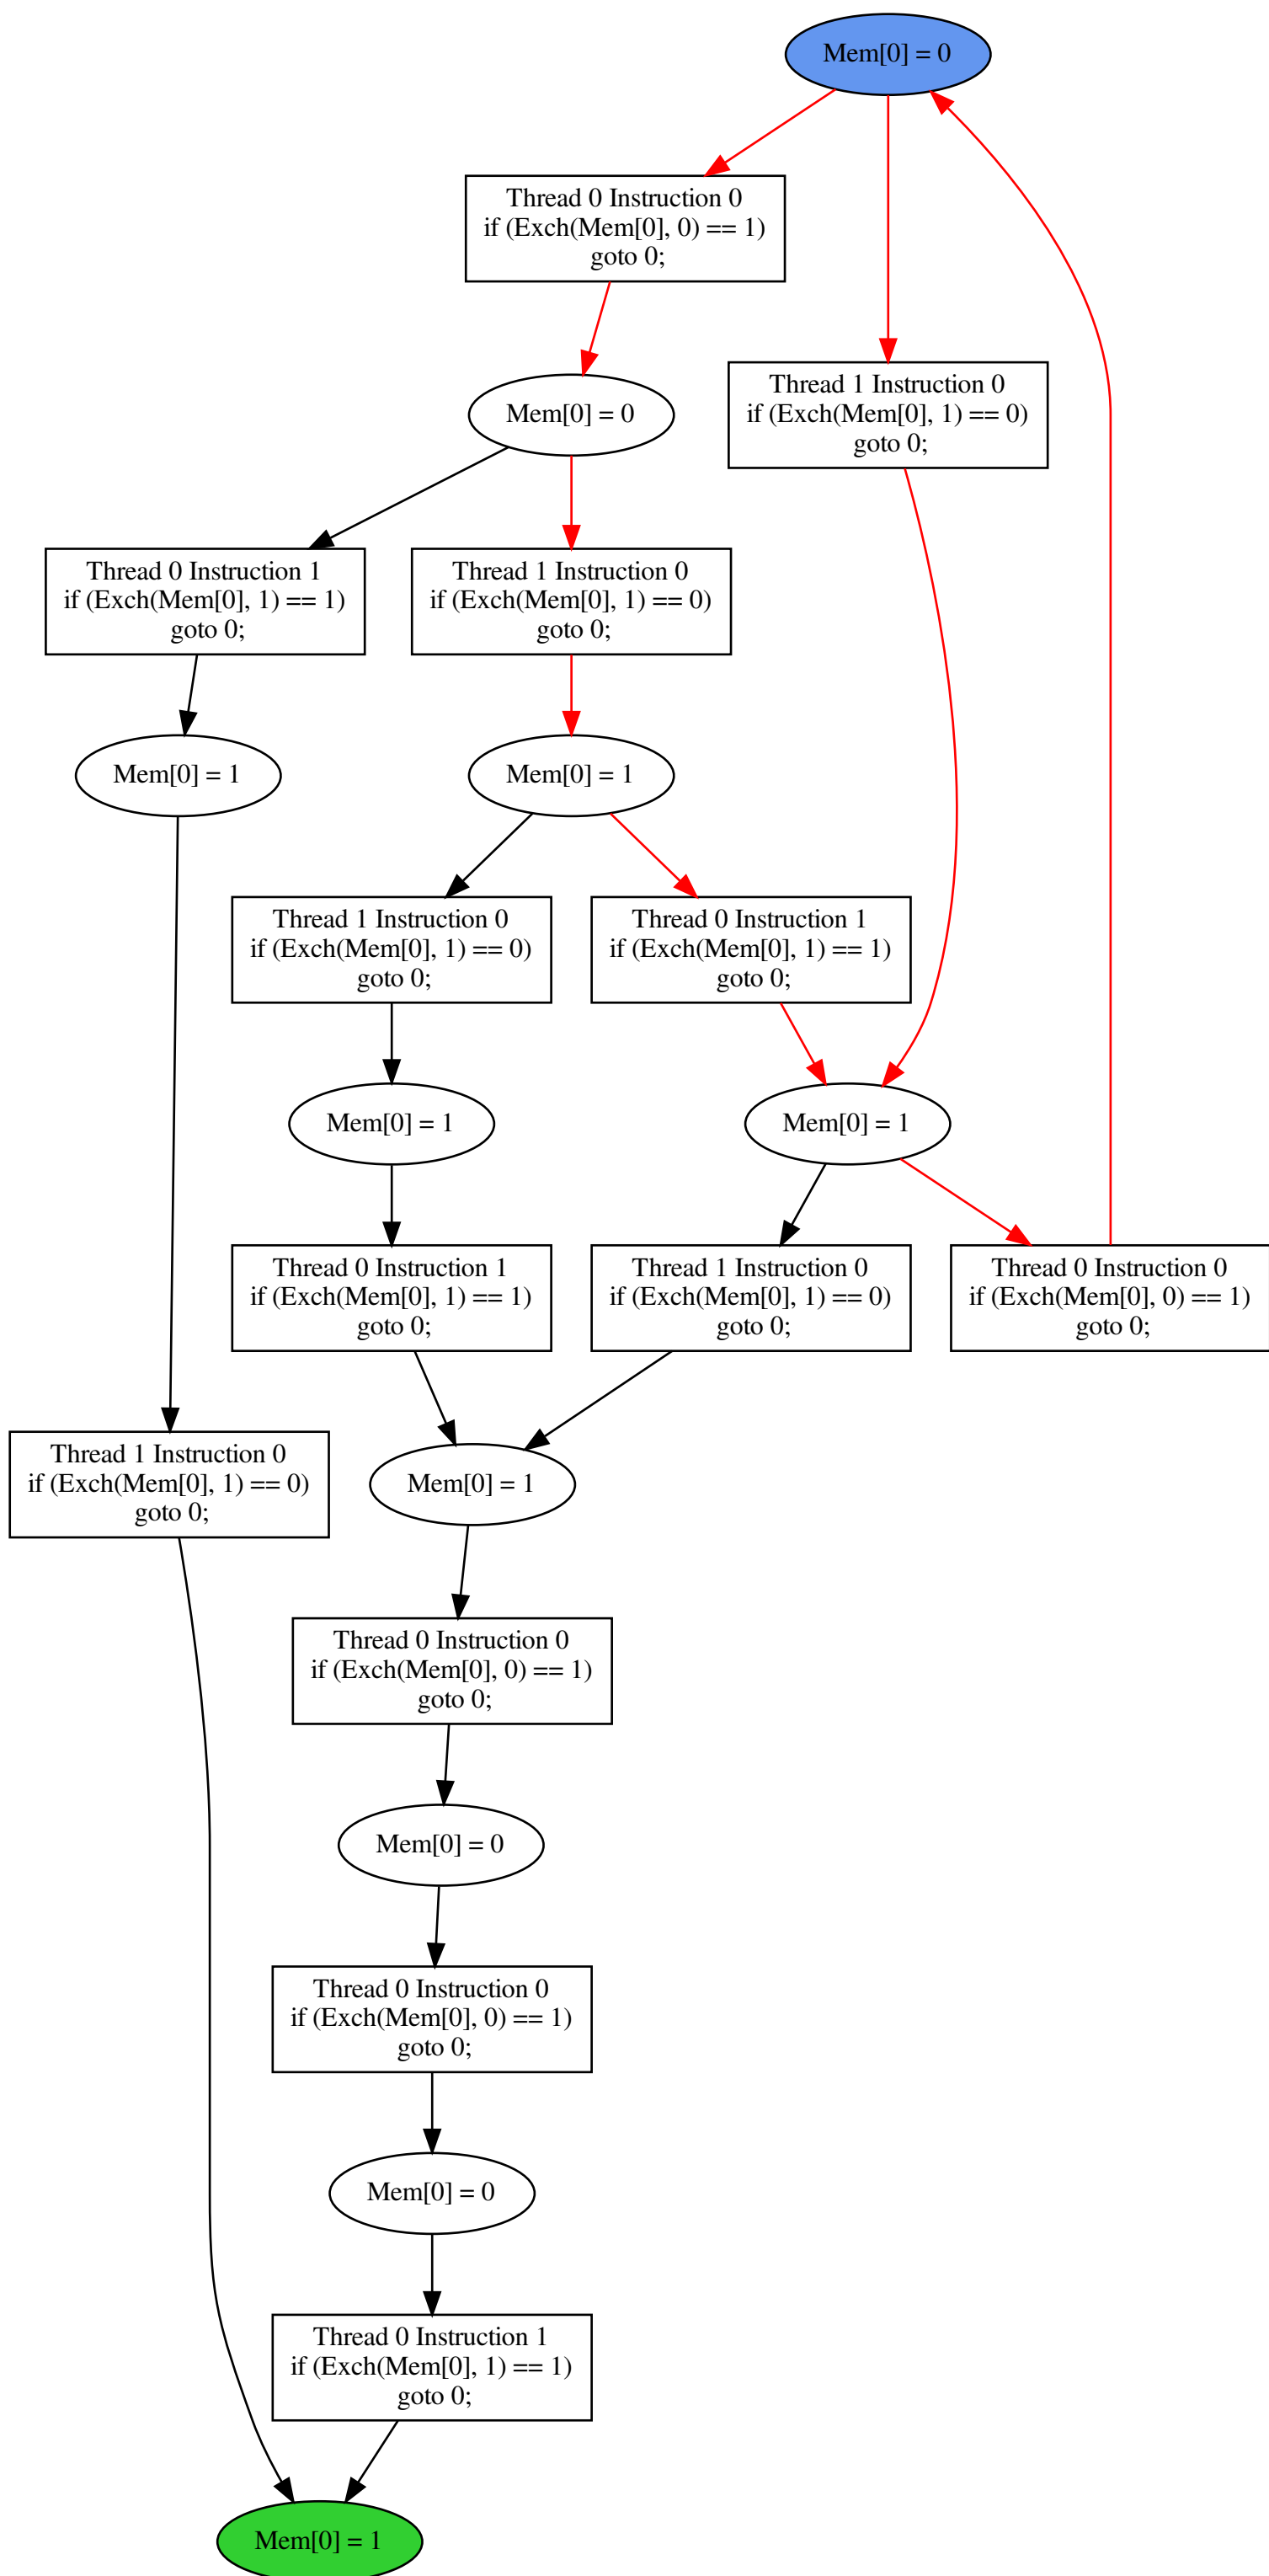 Mem[0] = 0
Thread 0 Instruction 0
if (Exch(Mem[0], 0) == 1)
goto 0;
Mem[0] = 0
Thread 1 Instruction 0
if (Exch(Mem[0], 1) == 0)
goto 0;
Thread 0 Instruction 1
if (Exch(Mem[0], 1) == 1)
goto 0;
Thread 1 Instruction 0
if (Exch(Mem[0], 1) == 0)
goto 0;
Mem[0] = 1
Mem[0] = 1
Thread 1 Instruction 0
if (Exch(Mem[0], 1) == 0)
goto 0;
Thread 0 Instruction 1
if (Exch(Mem[0], 1) == 1)
goto 0;
Mem[0] = 1
Mem[0] = 1
Thread 0 Instruction 1
if (Exch(Mem[0], 1) == 1)
goto 0;
Thread 1 Instruction 0
if (Exch(Mem[0], 1) == 0)
goto 0;
Thread 0 Instruction 0
if (Exch(Mem[0], 0) == 1)
goto 0;
Thread 1 Instruction 0
if (Exch(Mem[0], 1) == 0)
goto 0;
Mem[0] = 1
Thread 0 Instruction 0
if (Exch(Mem[0], 0) == 1)
goto 0;
Mem[0] = 0
Thread 0 Instruction 0
if (Exch(Mem[0], 0) == 1)
goto 0;
Mem[0] = 0
Thread 0 Instruction 1
if (Exch(Mem[0], 1) == 1)
goto 0;
Mem[0] = 1